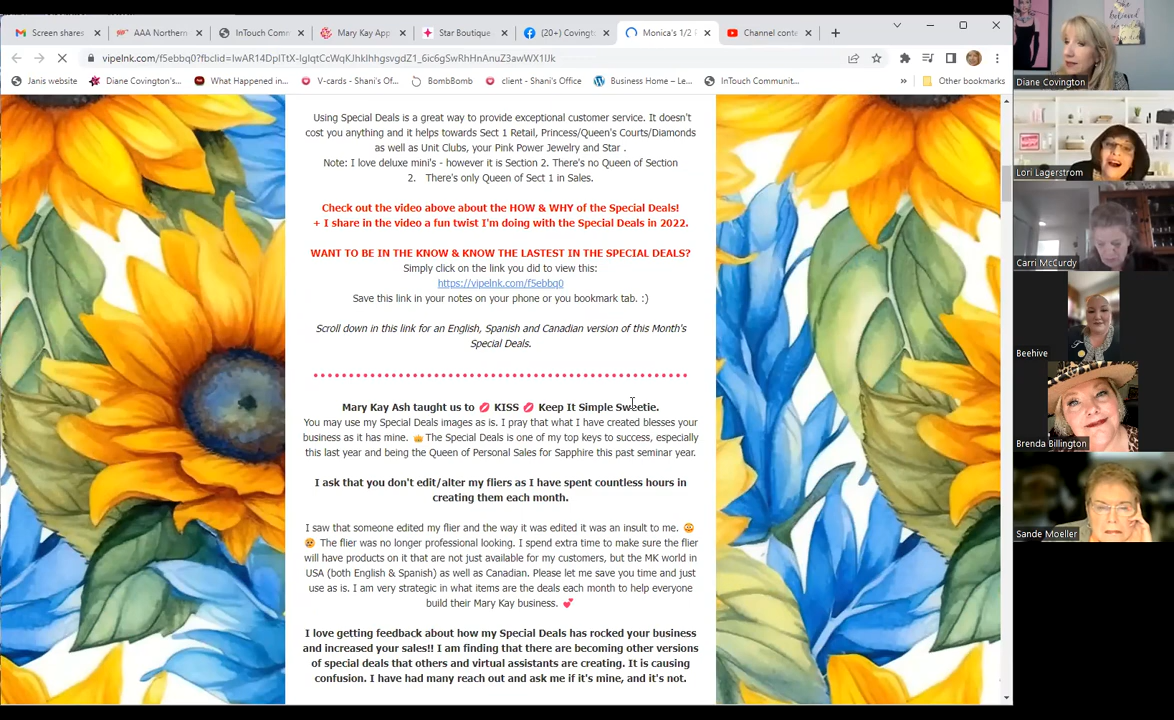 Screen shares
AAA Northern
InTouch Comm
Mary Kay App
Star Boutique
(20+) Covingt
Monica's 1/2 P
Channel conta
Janis website
Diane Covington's...
What Happened in...
V-cards - Shani's Of...
BombBomb
client - Shani's Office
Business Home – Le...
InTouch Communit...
Other bookmarks
Using Special Deals is a great way to provide exceptional customer service. It doesn't
cost you anything and it helps towards Sect 1 Retail, Princess/Queen's Courts/Diamonds
as well as Unit Clubs, your Pink Power Jewelry and Star .
Note: I love deluxe mini's - however it is Section 2. There's no Queen of Section
2. There's only Queen of Sect 1 in Sales.
Check out the video above about the HOW & WHY of the Special Deals!
+ I share in the video a fun twist I'm doing with the Special Deals in 2022.
WANT TO BE IN THE KNOW & KNOW THE LASTEST IN THE SPECIAL DEALS?
Simply click on the link you did to view this:
https://vipelnk.com/f5ebbq0
Save this link in your notes on your phone or you bookmark tab. :)
Scroll down in this link for an English, Spanish and Canadian version of this Month's
Special Deals.
Mary Kay Ash taught us to 💋 KISS 💋 Keep It Simple Sweetie.
You may use my Special Deals images as is. I pray that what I have created blesses your
business as it has mine. 👑 The Special Deals is one of my top keys to success, especially
this last year and being the Queen of Personal Sales for Sapphire this past seminar year.
I ask that you don't edit/alter my fliers as I have spent countless hours in
creating them each month.
I saw that someone edited my flier and the way it was edited it was an insult to me.
The flier was no longer professional looking. I spend extra time to make sure the flier
will have products on it that are not just available for my customers, but the MK world in
USA (both English & Spanish) as well as Canadian. Please let me save you time and just
use as is. I am very strategic in what items are the deals each month to help everyone
build their Mary Kay business. 💕
I love getting feedback about how my Special Deals has rocked your business
and increased your sales!! I am finding that there are becoming other versions
of special deals that others and virtual assistants are creating. It is causing
confusion. I have had many reach out and ask me if it's mine, and it's not.
Diane Covington
Lori Lagerstrom
Carri McCurdy
Beehive
Brenda Billington
Sande Moeller